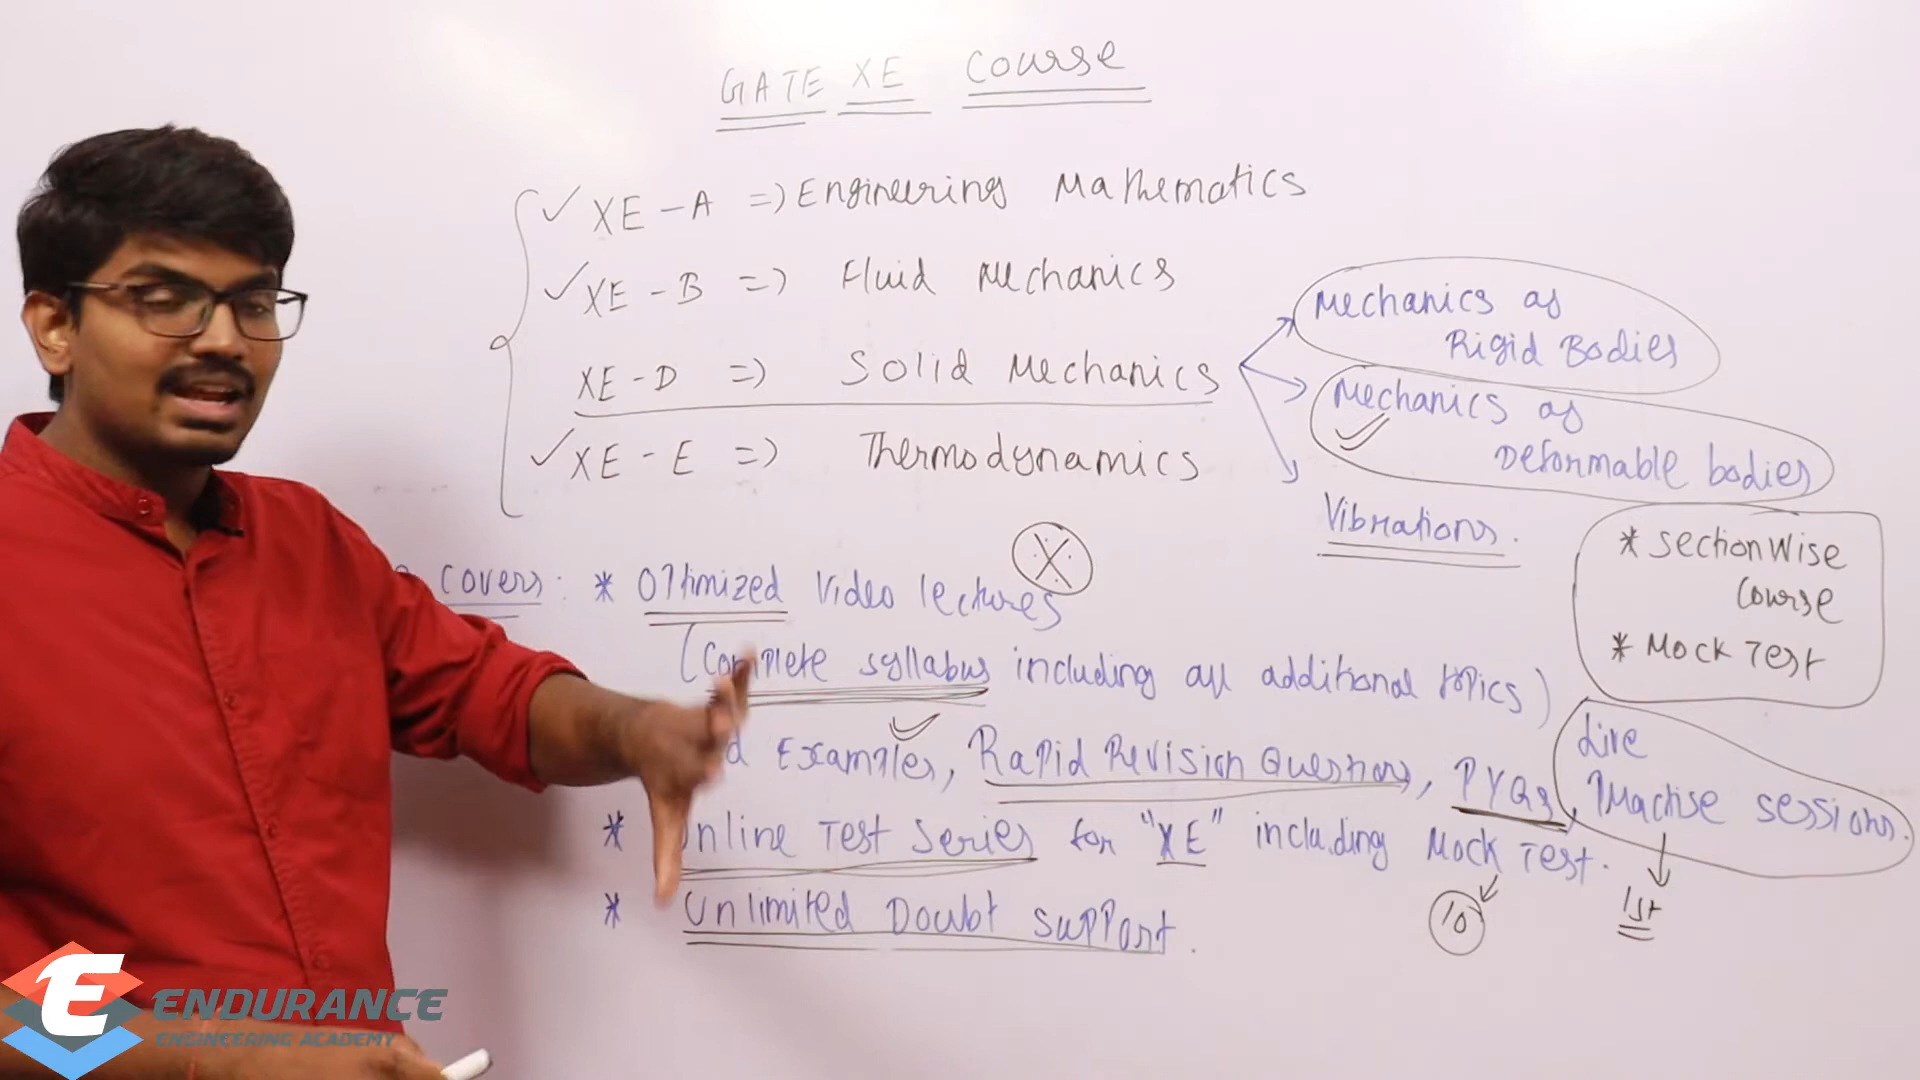 GATE XE Course
XE - A => Engineering Mathematics
XE - B => Fluid Mechanics
XE - D => Solid Mechanics
XE - E => Thermodynamics
Mechanics of
Rigid Bodies
Mechanics of
Deformable bodies
Vibrations.
covers: * Optimized Video lectures
(Complete syllabus including all additional topics)
Examples, Rapid Revision Questions, PYQs,
Live
Practise sessions.
* Online Test Series for "XE" including Mock Test.
10
1st
* Unlimited Doubt support.
* Sectionwise
Course
* Mock Test
E ENDURANCE
ENGINEERING ACADEMY